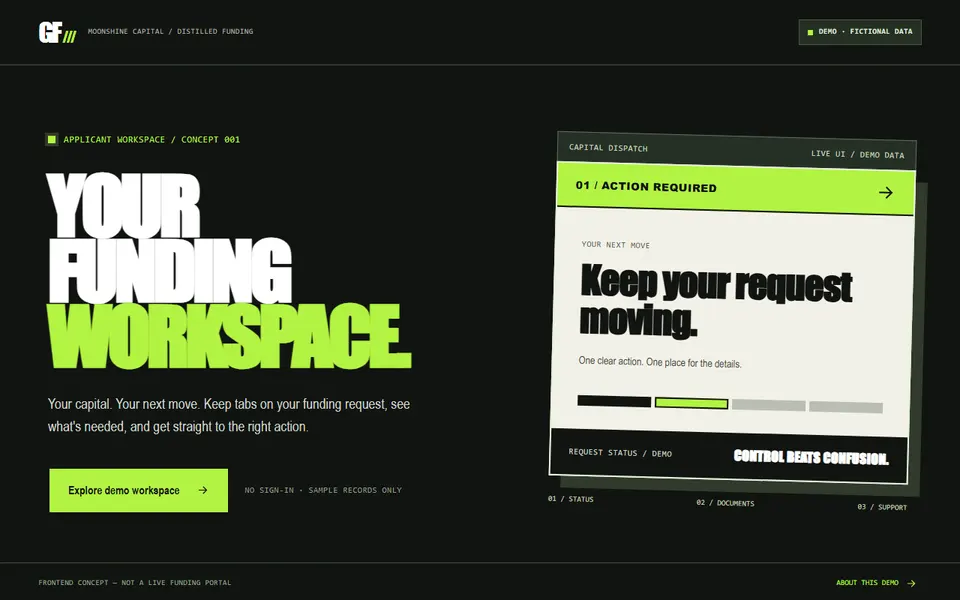 GF///
MOONSHINE CAPITAL / DISTILLED FUNDING
DEMO · FICTIONAL DATA
APPLICANT WORKSPACE / CONCEPT 001
YOUR
FUNDING
WORKSPACE.
Your capital. Your next move. Keep tabs on your funding request, see
what's needed, and get straight to the right action.
Explore demo workspace →
NO SIGN-IN · SAMPLE RECORDS ONLY
CAPITAL DISPATCH
LIVE UI / DEMO DATA
01 / ACTION REQUIRED →
YOUR NEXT MOVE
Keep your request
moving.
One clear action. One place for the details.
REQUEST STATUS / DEMO
CONTROL BEATS CONFUSION.
01 / STATUS
02 / DOCUMENTS
03 / SUPPORT
FRONTEND CONCEPT — NOT A LIVE FUNDING PORTAL
ABOUT THIS DEMO →